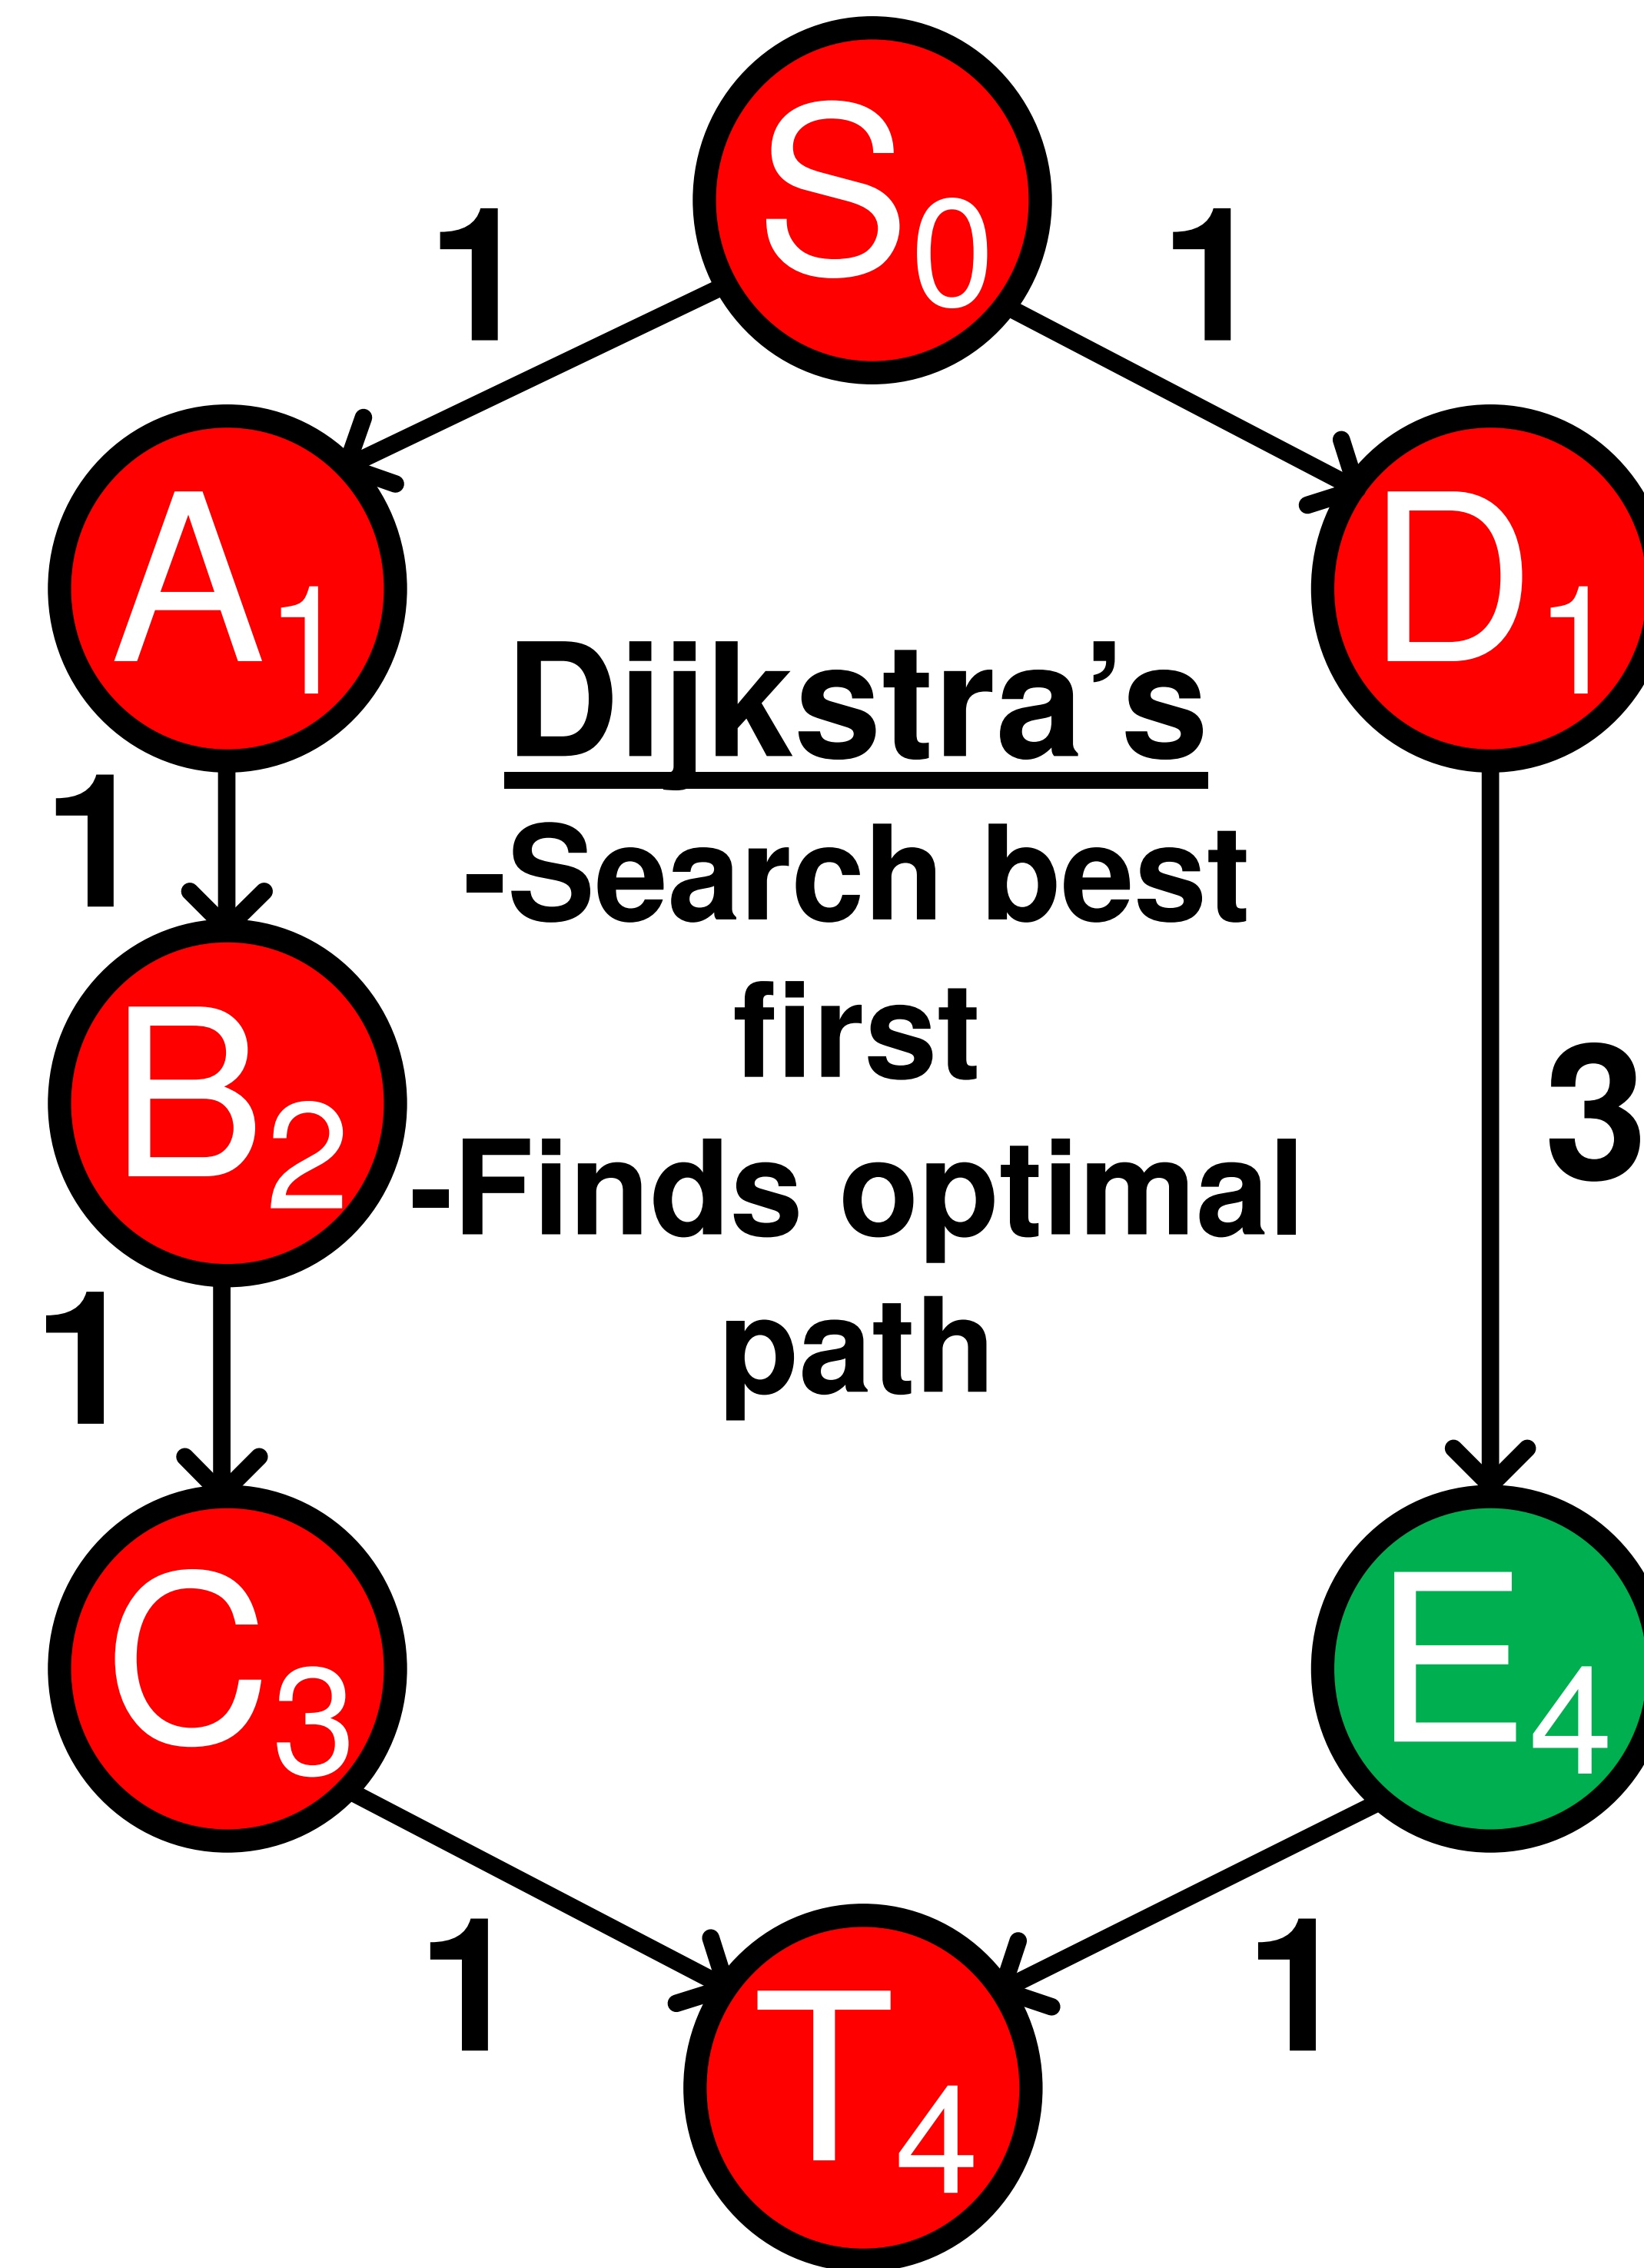 S0
1
1
A1
D1
Dijkstra’s
1
-Search best
first
B2
3
-Finds optimal
path
1
C3
E4
1
1
T4